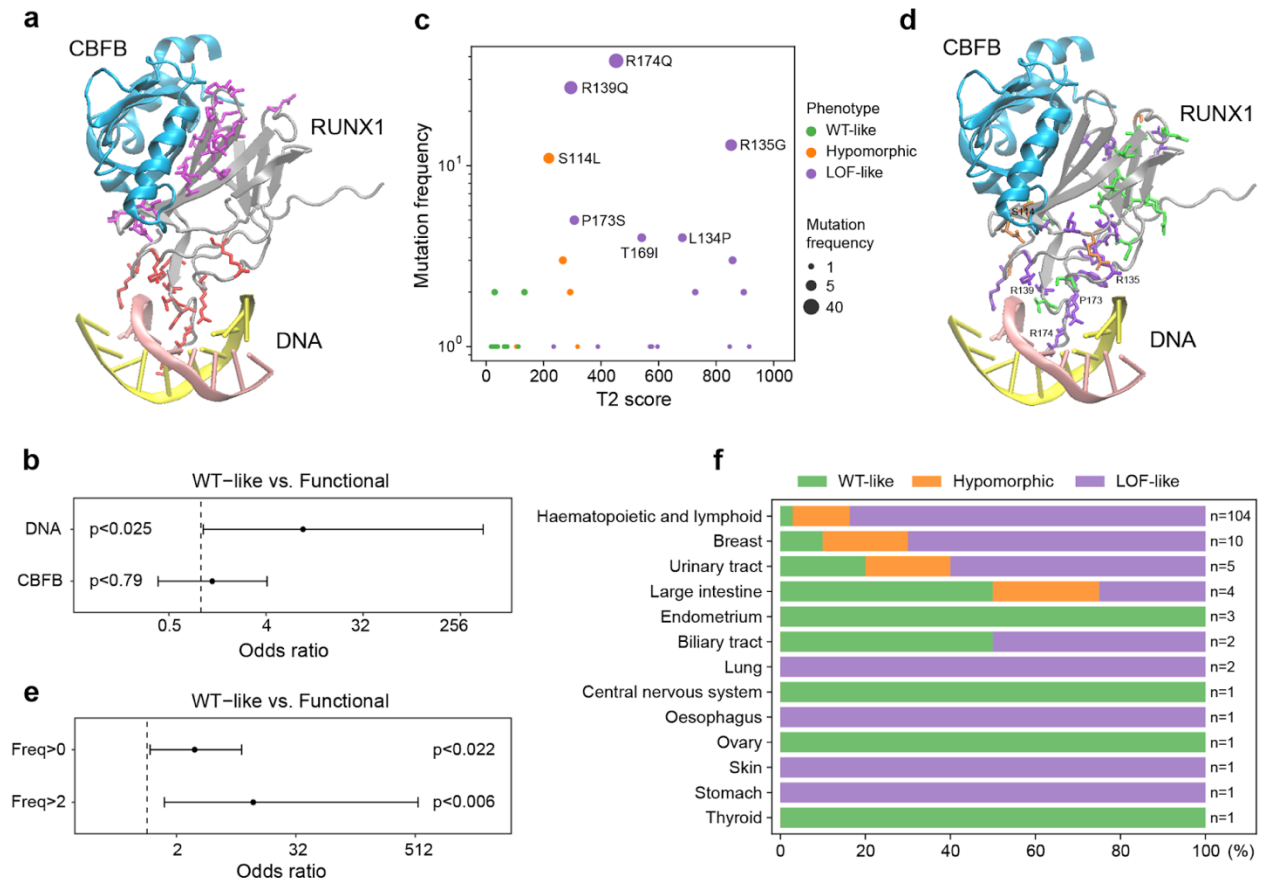 a
CBFB
RUNX1
DNA
b
WT−like vs. Functional
DNA
p<0.025
CBFB
p<0.79
0.5
4
32
256
Odds ratio
c
Mutation frequency
10¹
10⁰
R174Q
R139Q
R135G
S114L
P173S
T169I
L134P
0
200
400
600
800
1000
T2 score
Phenotype
WT-like
Hypomorphic
LOF-like
Mutation
frequency
1
5
40
d
CBFB
RUNX1
S114
R139
R135
P173
R174
DNA
e
WT−like vs. Functional
Freq>0
p<0.022
Freq>2
p<0.006
2
32
512
Odds ratio
f
WT-like
Hypomorphic
LOF-like
Haematopoietic and lymphoid
n=104
Breast
n=10
Urinary tract
n=5
Large intestine
n=4
Endometrium
n=3
Biliary tract
n=2
Lung
n=2
Central nervous system
n=1
Oesophagus
n=1
Ovary
n=1
Skin
n=1
Stomach
n=1
Thyroid
n=1
0
20
40
60
80
100 (%)